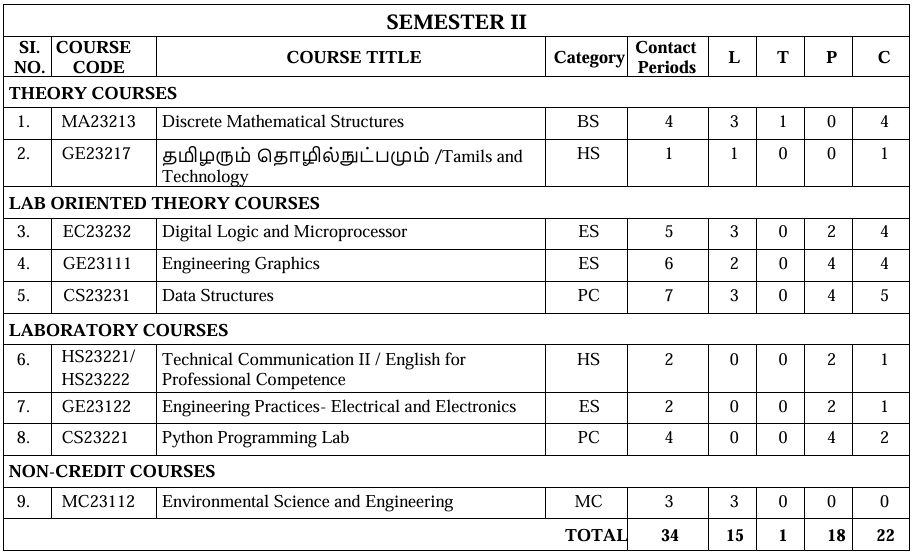 SEMESTER II
SI. NO. COURSE CODE COURSE TITLE Category Contact Periods L T P C
THEORY COURSES
1. MA23213 Discrete Mathematical Structures BS 4 3 1 0 4
2. GE23217 தமிழரும் தொழில்நுட்பமும் /Tamils and HS 1 1 0 0 1
Technology
LAB ORIENTED THEORY COURSES
3. EC23232 Digital Logic and Microprocessor ES 5 3 0 2 4
4. GE23111 Engineering Graphics ES 6 2 0 4 4
5. CS23231 Data Structures PC 7 3 0 4 5
LABORATORY COURSES
6. HS23221/ Technical Communication II / English for HS 2 0 0 2 1
HS23222 Professional Competence
7. GE23122 Engineering Practices- Electrical and Electronics ES 2 0 0 2 1
8. CS23221 Python Programming Lab PC 4 0 0 4 2
NON-CREDIT COURSES
9. MC23112 Environmental Science and Engineering MC 3 3 0 0 0
TOTAL 34 15 1 18 22